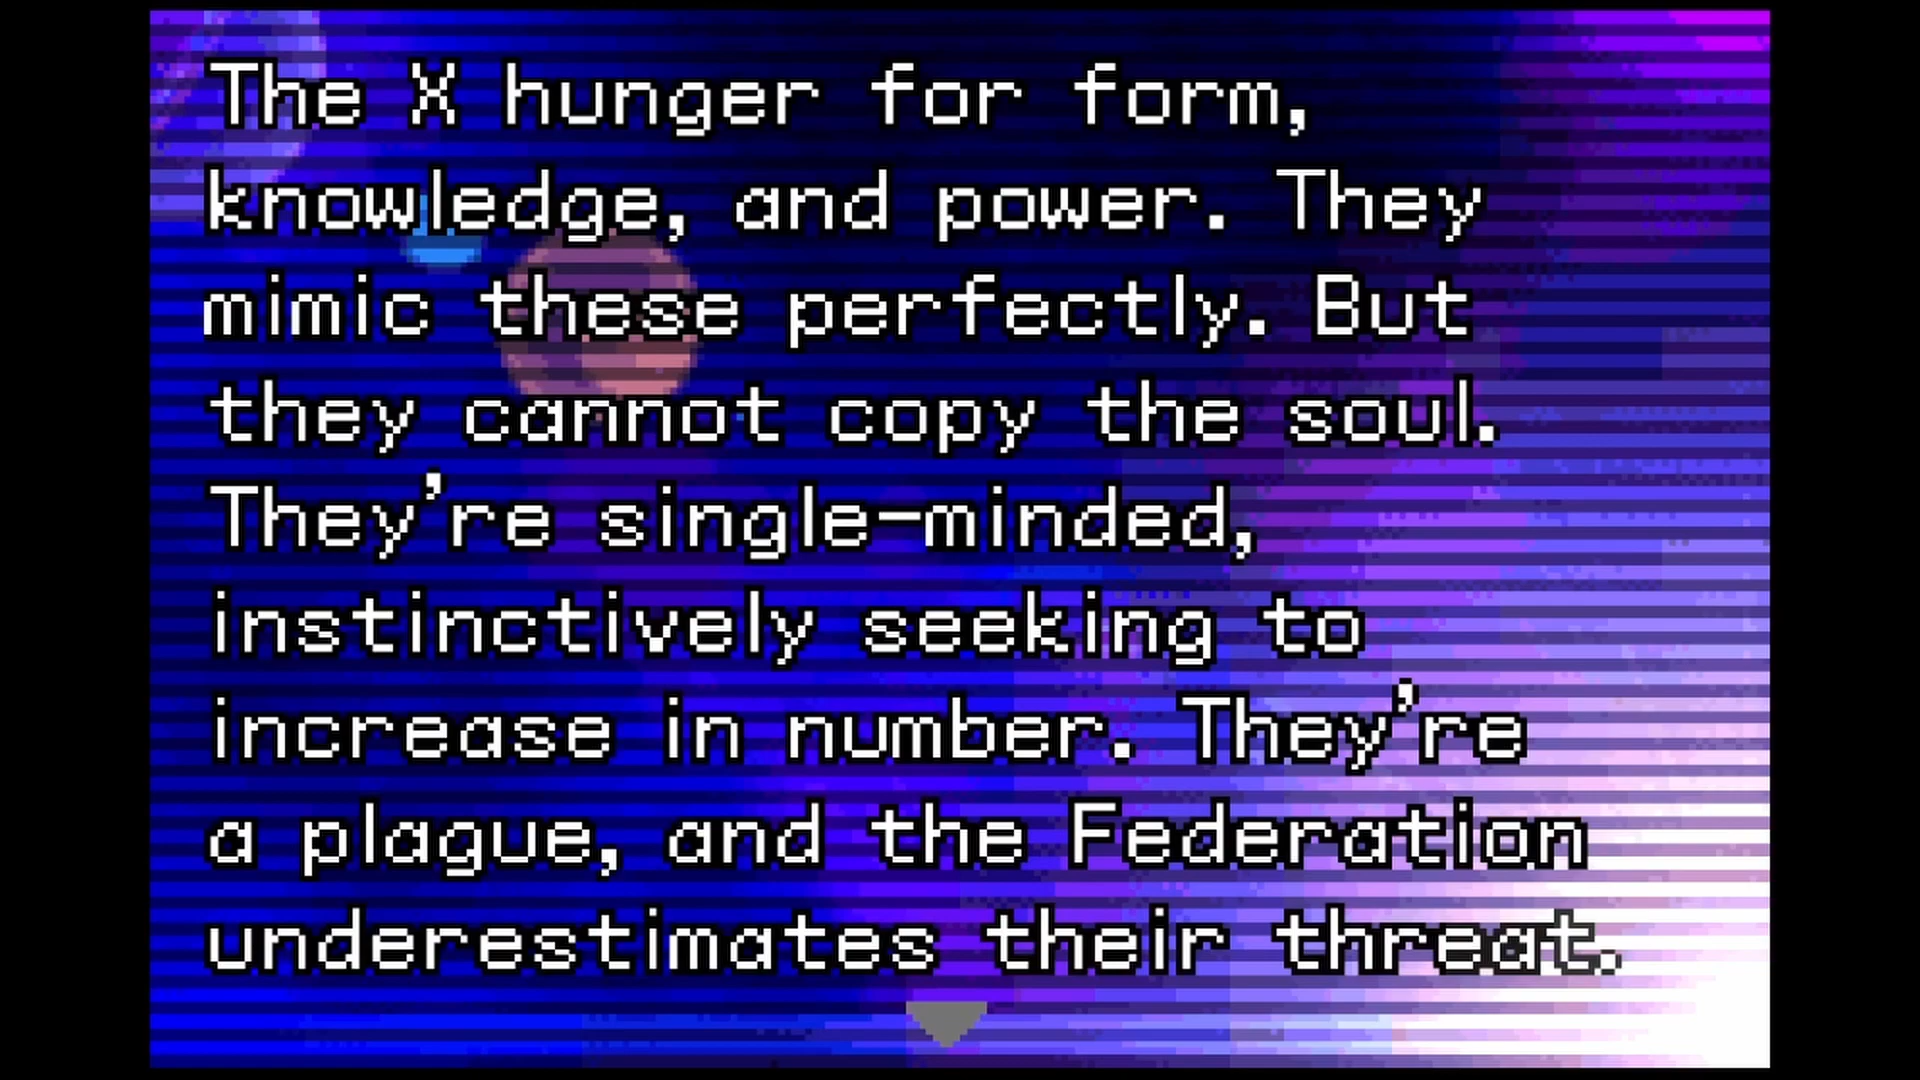 The X hunger for form,
knowledge, and power. They
mimic these perfectly. But
they cannot copy the soul.
They're single-minded,
instinctively seeking to
increase in number. They're
a plague, and the Federation
underestimates their threat.